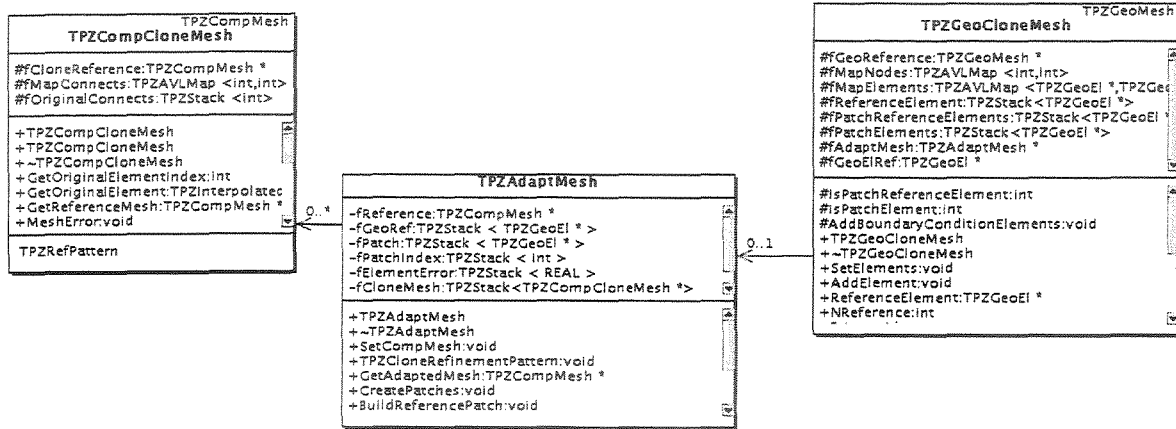 TPZCompMesh
TPZCompCloneMesh
#fCloneReference:TPZCompMesh *
#fMapConnects:TPZAVLMap <int,int>
#fOriginalConnects:TPZStack <int>
+TPZCompCloneMesh
+TPZCompCloneMesh
+~TPZCompCloneMesh
+GetOriginalElementIndex:int
+GetOriginalElement:TPZInterpolated
+GetReferenceMesh:TPZCompMesh *
+MeshError:void
TPZRefPattern
0..*
TPZAdaptMesh
-fReference:TPZCompMesh *
-fGeoRef:TPZStack < TPZGeoEl * >
-fPatch:TPZStack < TPZGeoEl * >
-fPatchIndex:TPZStack < int >
-fElementError:TPZStack < REAL >
-fCloneMesh:TPZStack<TPZCompCloneMesh *>
+TPZAdaptMesh
+~TPZAdaptMesh
+SetCompMesh:void
+TPZCloneRefinementPattern:void
+GetAdaptedMesh:TPZCompMesh *
+CreatePatches:void
+BuildReferencePatch:void
0..1
TPZGeoMesh
TPZGeoCloneMesh
#fGeoReference:TPZGeoMesh *
#fMapNodes:TPZAVLMap <int,int>
#fMapElements:TPZAVLMap <TPZGeoEl *,TPZGeo
#fReferenceElement:TPZStack<TPZGeoEl *>
#fPatchReferenceElements:TPZStack<TPZGeoEl *
#fPatchElements:TPZStack<TPZGeoEl *>
#fAdaptMesh:TPZAdaptMesh *
#fGeoElRef:TPZGeoEl *
#IsPatchReferenceElement:int
#IsPatchElement:int
#AddBoundaryConditionElements:void
+TPZGeoCloneMesh
+~TPZGeoCloneMesh
+SetElements:void
+AddElement:void
+ReferenceElement:TPZGeoEl *
+NReference:int